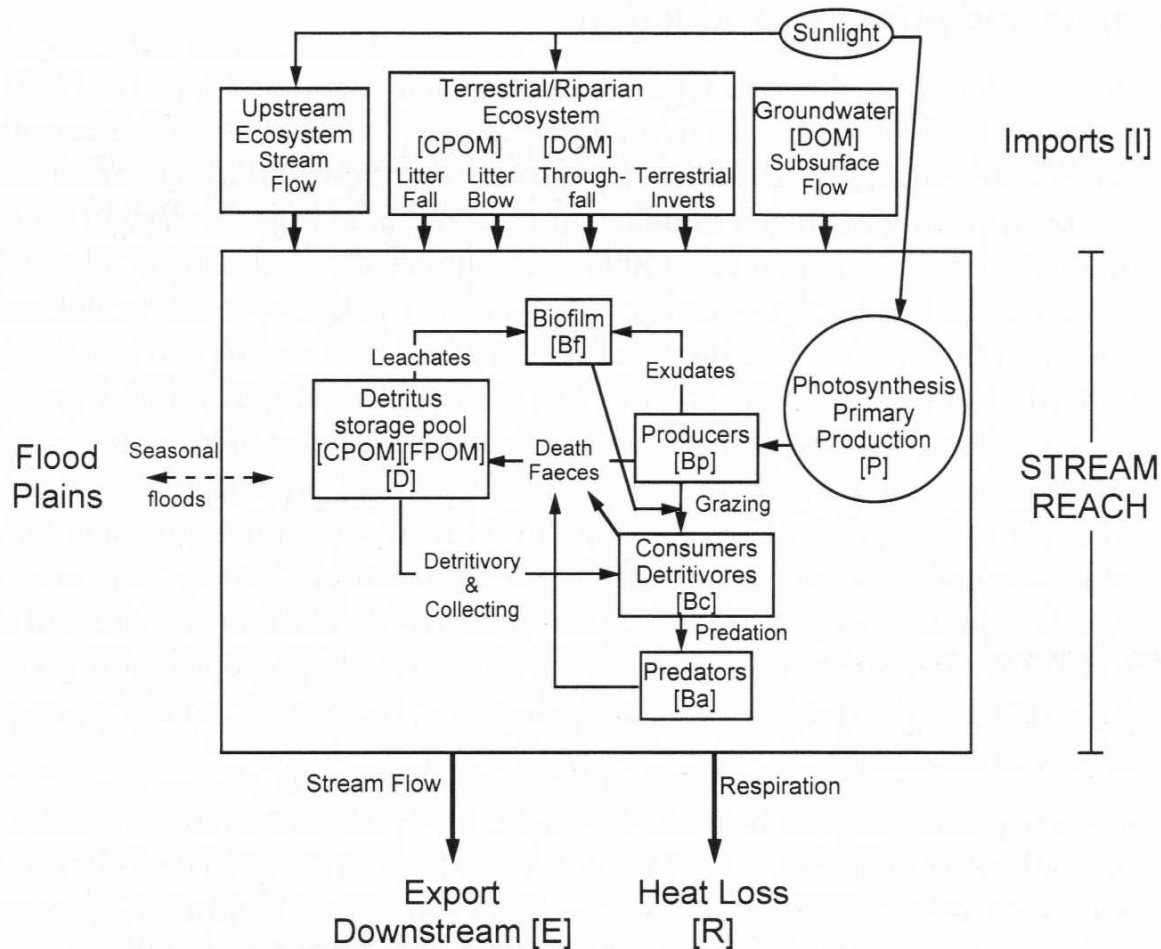 Sunlight
Upstream
Ecosystem
Stream
Flow
Terrestrial/Riparian
Ecosystem
[CPOM] [DOM]
Litter Litter Through- Terrestrial
Fall Blow fall Inverts
Groundwater
[DOM]
Subsurface
Flow
Imports [I]
Biofilm
[Bf]
Leachates
Exudates
Detritus
storage pool
[CPOM][FPOM]
[D]
Death
Faeces
Producers
[Bp]
Photosynthesis
Primary
Production
[P]
Flood
Plains
Seasonal
floods
STREAM
REACH
Grazing
Detritivory
&
Collecting
Consumers
Detritivores
[Bc]
Predation
Predators
[Ba]
Stream Flow
Respiration
Export
Downstream [E]
Heat Loss
[R]